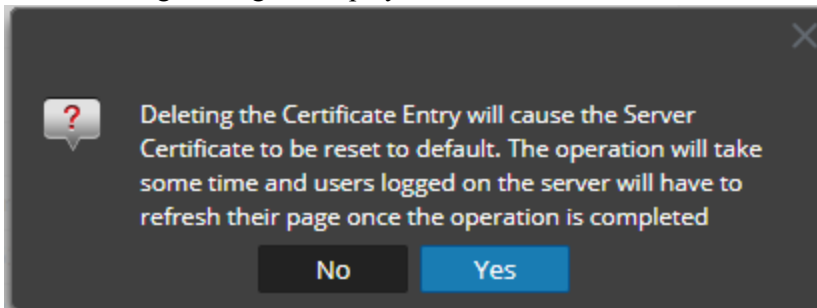 Deleting the Certificate Entry will cause the Server
Certificate to be reset to default. The operation will take
some time and users logged on the server will have to
refresh their page once the operation is completed
No Yes